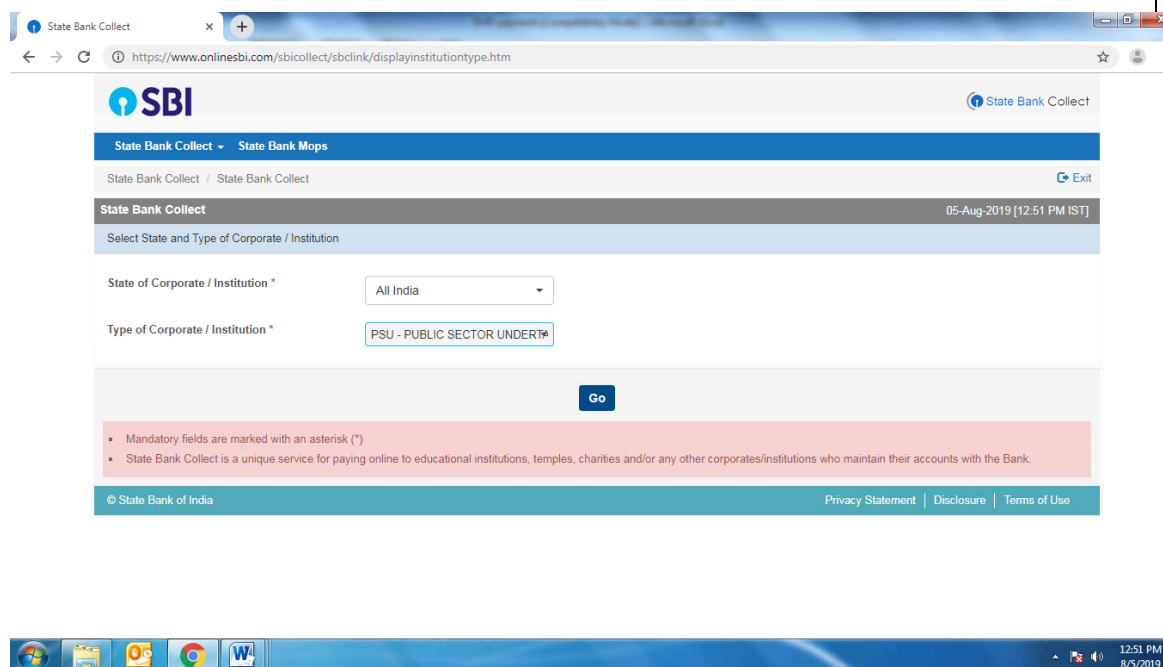 State Bank Collect
https://www.onlinesbi.com/sbicollect/sbclink/displayinstitutiontype.htm
SBI
State Bank Collect
State Bank Collect State Bank Mops
State Bank Collect / State Bank Collect
Exit
State Bank Collect
05-Aug-2019 [12:51 PM IST]
Select State and Type of Corporate / Institution
State of Corporate / Institution *
All India
Type of Corporate / Institution *
PSU - PUBLIC SECTOR UNDERTA
Go
Mandatory fields are marked with an asterisk (*)
State Bank Collect is a unique service for paying online to educational institutions, temples, charities and/or any other corporates/institutions who maintain their accounts with the Bank.
© State Bank of India
Privacy Statement | Disclosure | Terms of Use
12:51 PM
8/5/2019